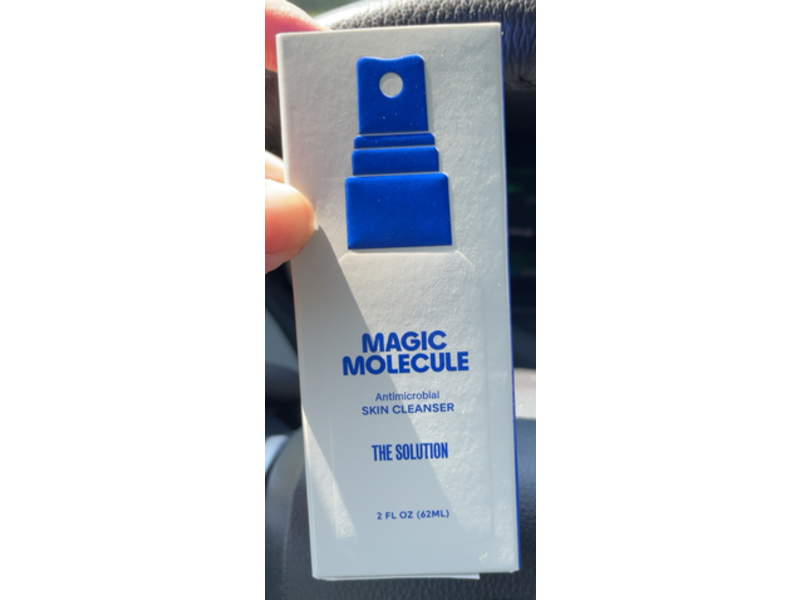 MAGIC
MOLECULE
Antimicrobial
SKIN CLEANSER
THE SOLUTION
2 FL OZ (62ML)